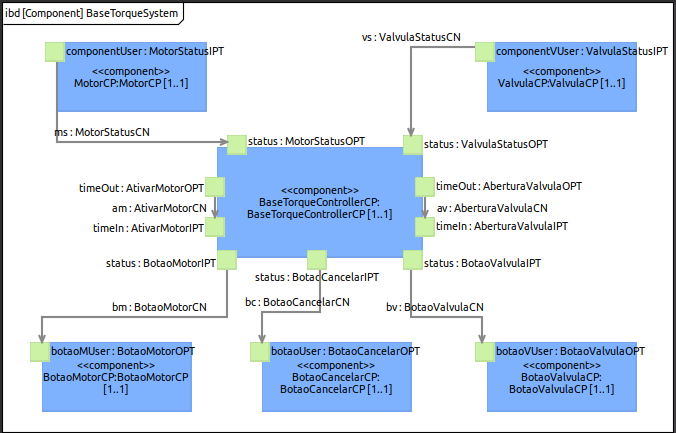 ibd [Component] BaseTorqueSystem
vs : ValvulaStatusCN
componentUser : MotorStatusIPT
<<component>>
MotorCP:MotorCP [1..1]
componentVUser : ValvulaStatusIPT
<<component>>
ValvulaCP:ValvulaCP [1..1]
ms : MotorStatusCN
status : MotorStatusOPT
status : ValvulaStatusOPT
timeOut : AtivarMotorOPT
am : AtivarMotorCN
timeIn : AtivarMotorIPT
<<component>>
BaseTorqueControllerCP:
BaseTorqueControllerCP [1..1]
timeOut : AberturaValvulaOPT
av : AberturaValvulaCN
timeIn : AberturaValvulaIPT
status : BotaoMotorIPT
status : BotaoCancelarIPT
status : BotaoValvulaIPT
bm : BotaoMotorCN
bc : BotaoCancelarCN
bv : BotaoValvulaCN
botaoMUser : BotaoMotorOPT
<<component>>
BotaoMotorCP:BotaoMotorCP
[1..1]
botaoUser : BotaoCancelarOPT
<<component>>
BotaoCancelarCP:
BotaoCancelarCP [1..1]
botaoVUser : BotaoValvulaOPT
<<component>>
BotaoValvulaCP:
BotaoValvulaCP [1..1]